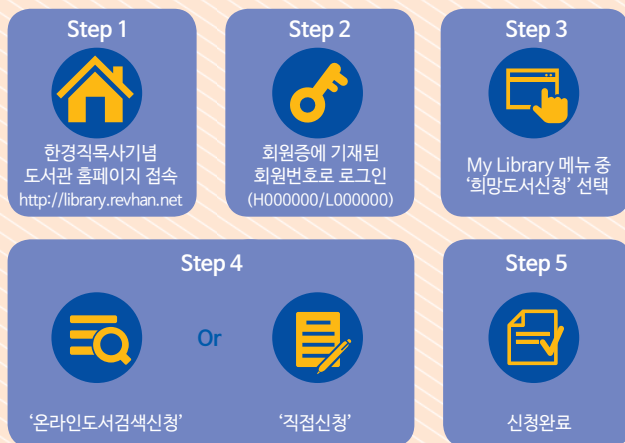 Step 1
한경직목사기념
도서관 홈페이지 접속
http://library.revhan.net
Step 2
회원증에 기재된
회원번호로 로그인
(H000000/L000000)
Step 3
My Library 메뉴 중
‘희망도서신청’ 선택
Step 4
‘온라인도서검색신청’
Or
‘직접신청’
Step 5
신청완료